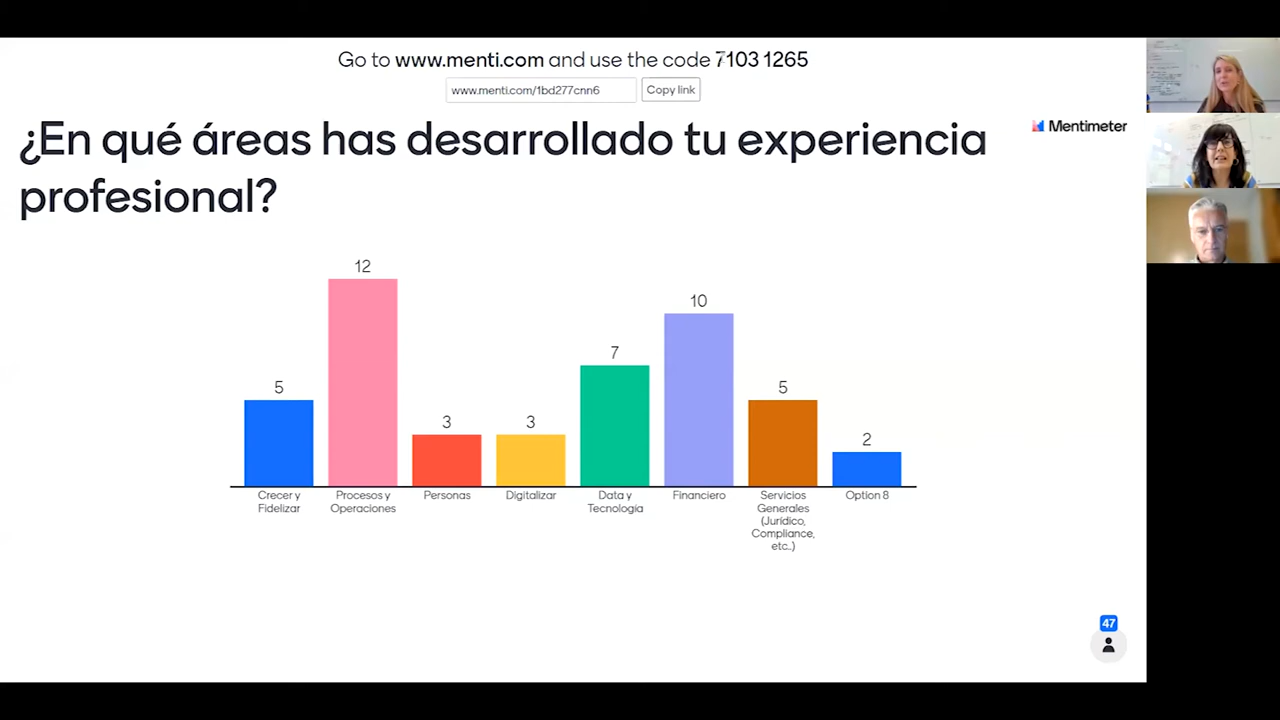 Go to www.menti.com and use the code 7103 1265
www.menti.com/1bd277cnn6
Copy link
Mentimeter
¿En qué áreas has desarrollado tu experiencia
profesional?
5
12
3
3
7
10
5
2
Crecer y
Fidelizar
Procesos y
Operaciones
Personas
Digitalizar
Data y
Tecnología
Financiero
Servicios
Generales
(Jurídico,
Compliance,
etc..)
Option 8
47